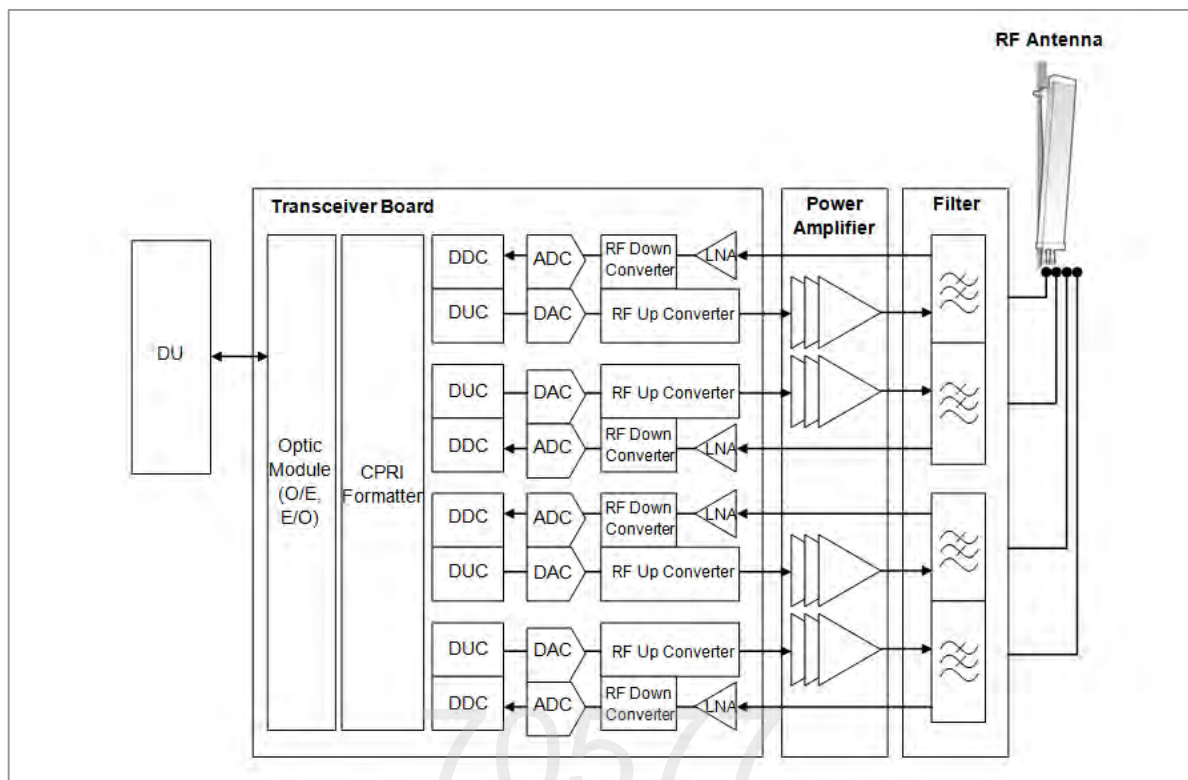 RF Antenna
Transceiver Board
Power
Amplifier
Filter
DU
Optic
Module
(O/E,
E/O)
CPRI
Formatter
DDC
ADC
RF Down
Converter
LNA
DUC
DAC
RF Up Converter
DUC
DAC
RF Up Converter
DDC
ADC
RF Down
Converter
LNA
DDC
ADC
RF Down
Converter
LNA
DUC
DAC
RF Up Converter
DUC
DAC
RF Up Converter
DDC
ADC
RF Down
Converter
LNA
70577